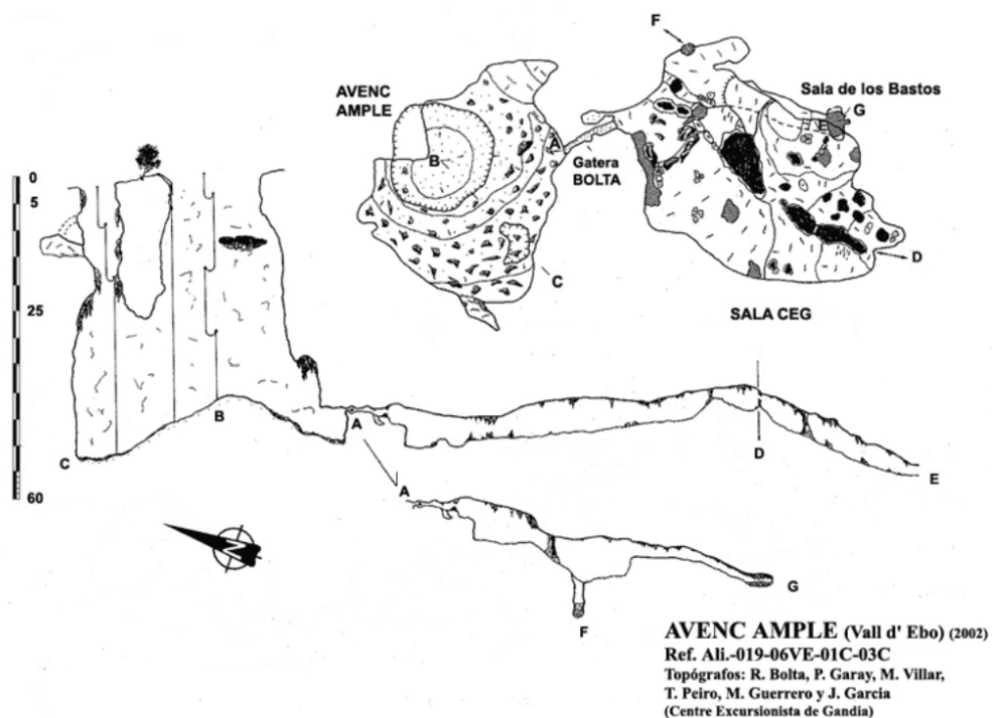 F
AVENC
AMPLE
Sala de los Bastos
G
E
A
B
Gatera
BOLTA
D
C
SALA CEG
0
5
25
60
B
A
C
D
E
A
N
G
F
AVENC AMPLE (Vall d' Ebo) (2002)
Ref. Ali.-019-06VE-01C-03C
Topógrafos: R. Bolta, P. Garay, M. Villar,
T. Peiro, M. Guerrero y J. Garcia
(Centre Excursionista de Gandia)